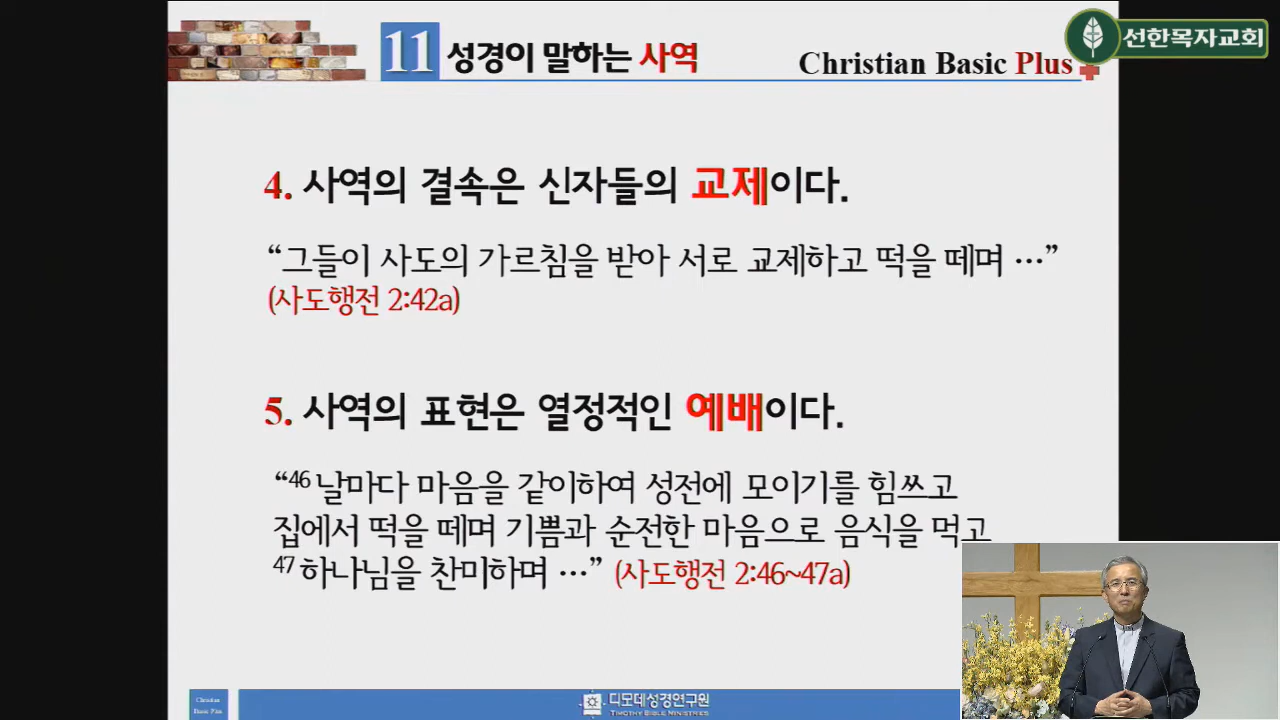 11 성경이 말하는 사역
Christian Basic Plus
선한목자교회
4. 사역의 결속은 신자들의 교제이다.
“그들이 사도의 가르침을 받아 서로 교제하고 떡을 떼며 …”
(사도행전 2:42a)
5. 사역의 표현은 열정적인 예배이다.
“46 날마다 마음을 같이하여 성전에 모이기를 힘쓰고
집에서 떡을 떼며 기쁨과 순전한 마음으로 음식을 먹고
47 하나님을 찬미하며 …” (사도행전 2:46~47a)
Christian
Basic Plus
디모데성경연구원
TIMOTHY BIBLE MINISTRIES